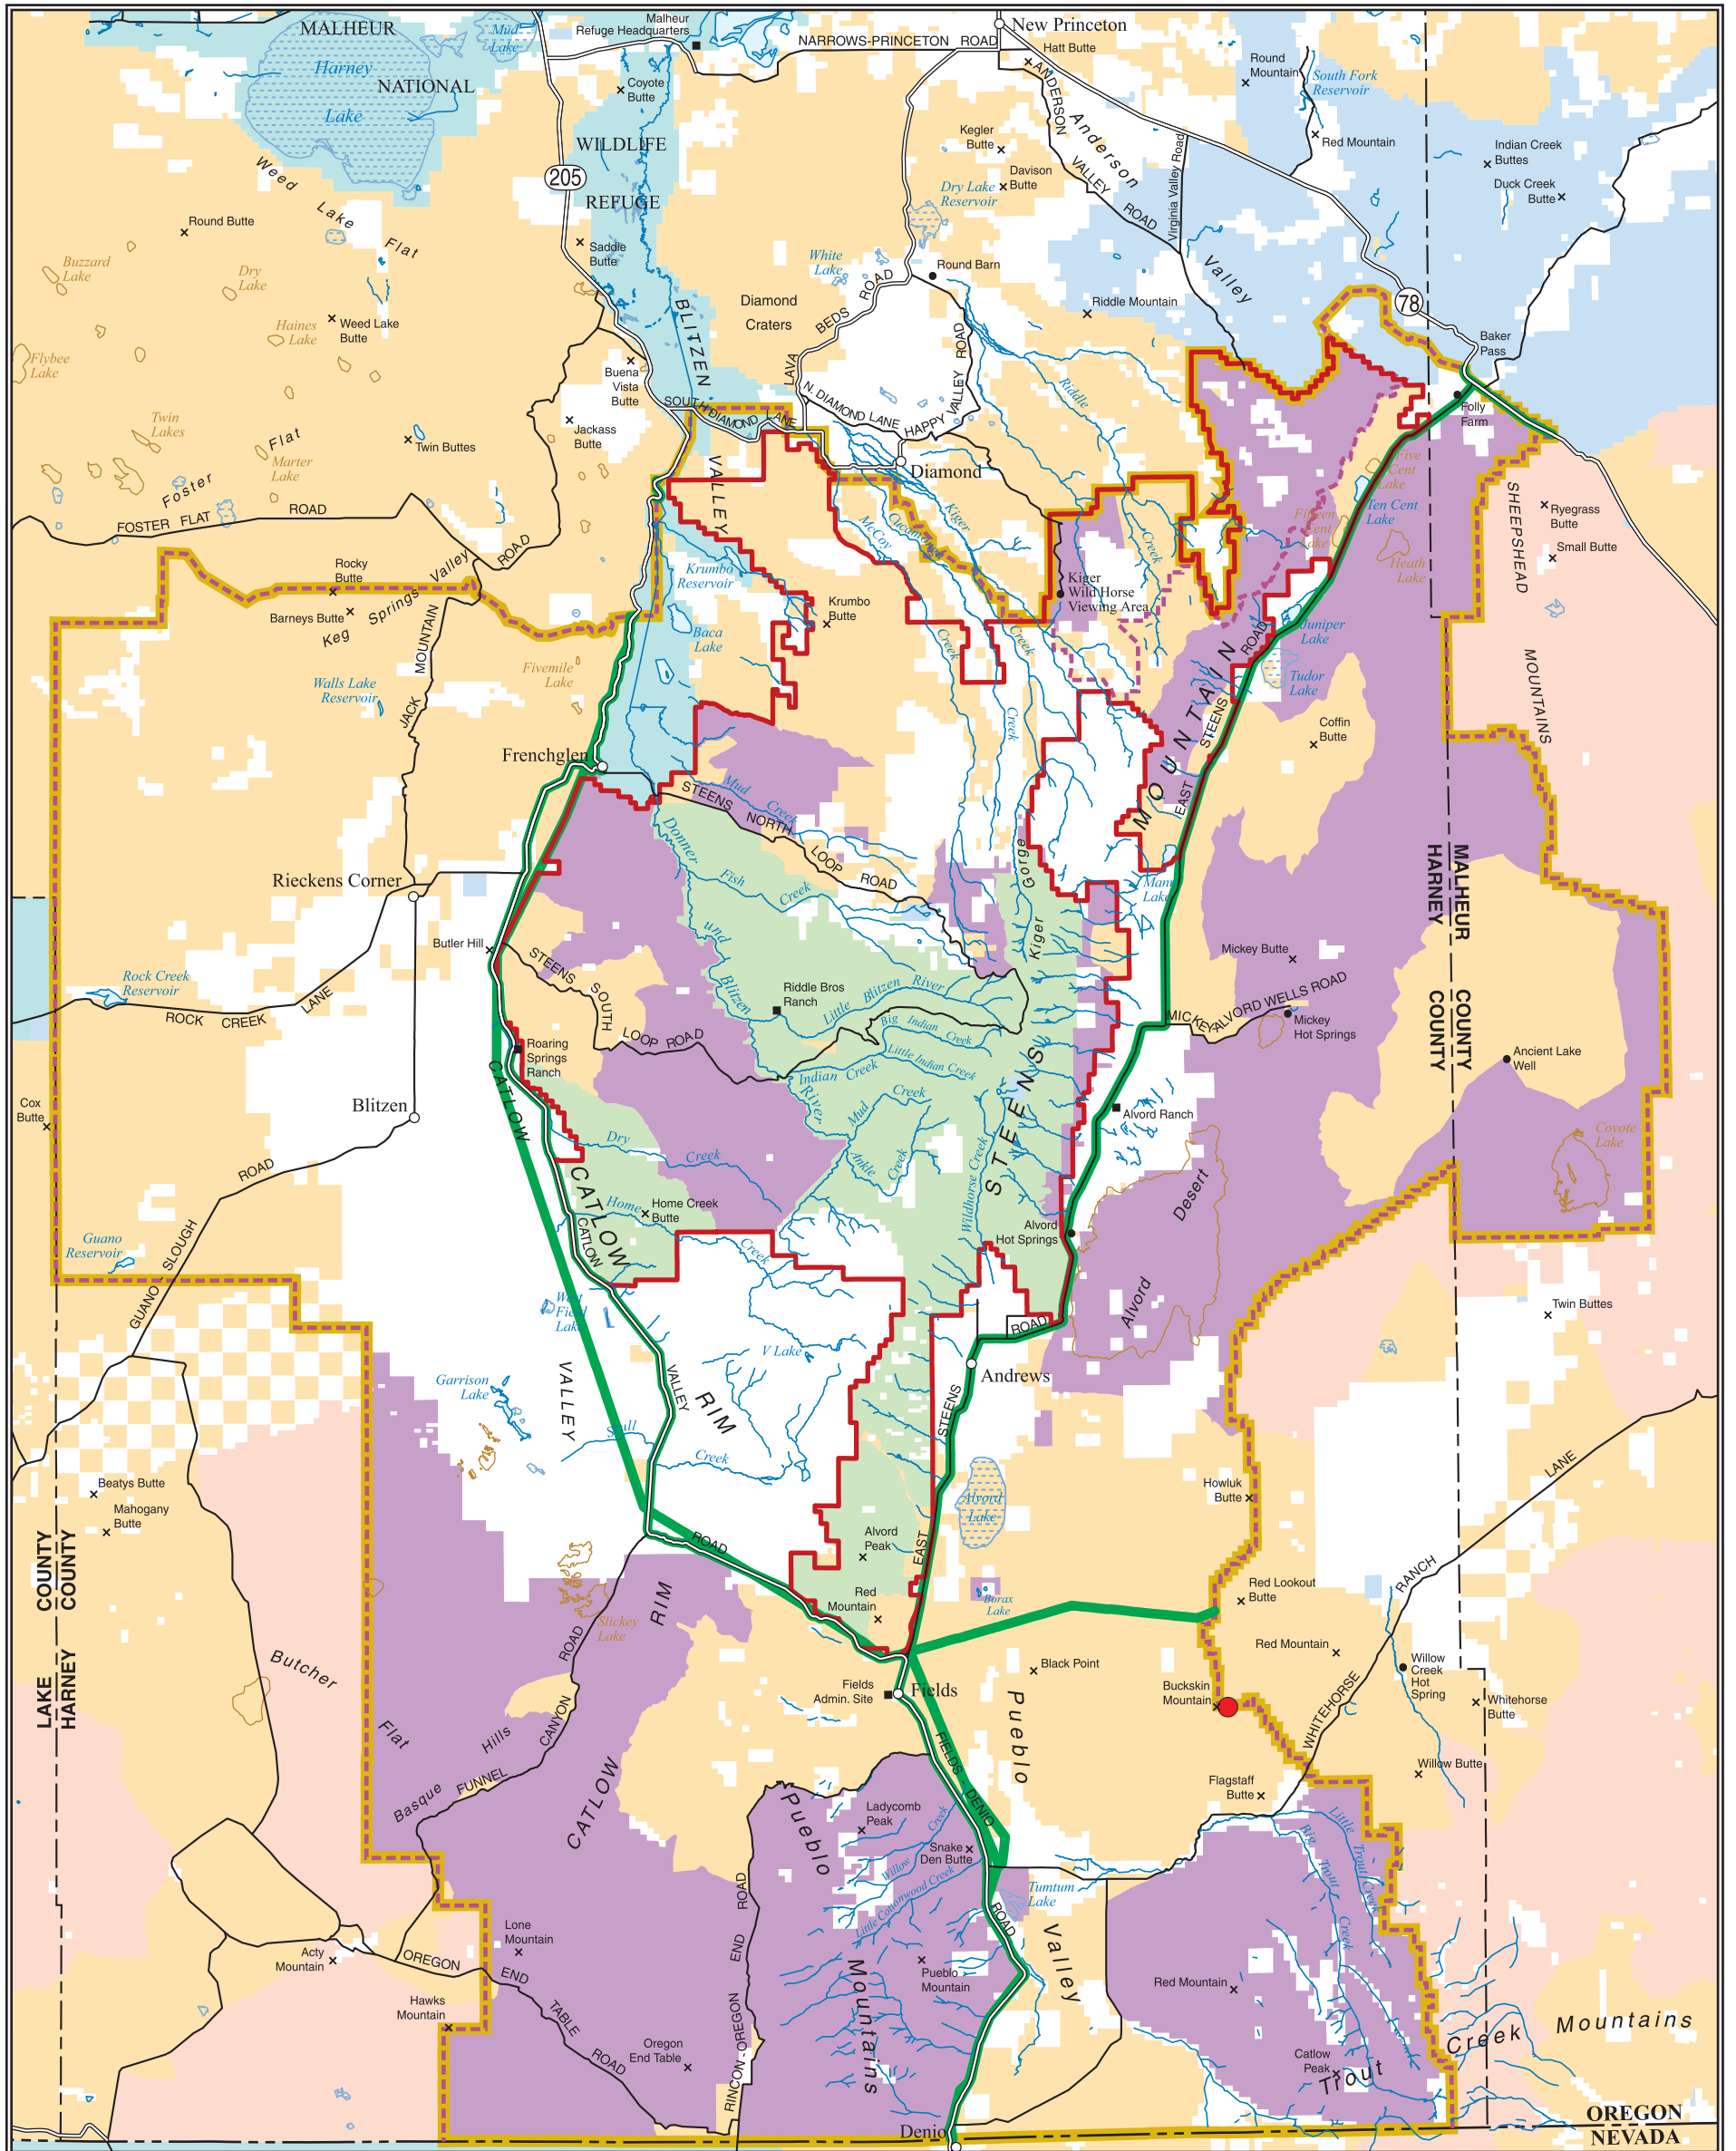 MALHEUR
Mud
Lake
Malheur
Refuge Headquarters
New Princeton
NARROWS-PRINCETON ROAD
Hatt Butte
Harney
Lake
NATIONAL
Coyote
Butte
ANDERSON
VALLEY
ROAD
Anderson
Valley
Round
Mountain
South Fork
Reservoir
Red Mountain
Indian Creek
Buttes
Duck Creek
Butte
Kegler
Butte
Davison
Butte
Dry Lake
Reservoir
Virginia Valley Road
WILDLIFE
REFUGE
205
Weed
Lake
Flat
Round Butte
Saddle
Butte
White
Lake
Round Barn
Buzzard
Lake
Dry
Lake
Diamond
Craters
LAVA
BEDS
ROAD
Riddle Mountain
78
Haines
Lake
Weed Lake
Butte
BLITZEN
VALLEY
Flybee
Lake
Buena
Vista
Butte
N. DIAMOND LANE
HAPPY VALLEY ROAD
Riddle
Creek
Baker
Pass
Folly
Farm
SOUTH DIAMOND LANE
Twin
Lakes
Jackass
Butte
Twin Buttes
Diamond
Foster
Flat
Marter
Lake
FOSTER FLAT ROAD
Five
Cent
Lake
Ten Cent
Lake
Fifteen
Cent
Lake
Heath
Lake
SHEEPSHEAD
MOUNTAINS
Ryegrass
Butte
Small Butte
McCoy
Creek
Cucamonga
Creek
Kiger
Creek
Krumbo
Reservoir
Krumbo
Butte
Kiger
Wild Horse
Viewing Area
Rocky
Butte
Barneys Butte
Keg
Springs
Valley
ROAD
MOUNTAIN
JACK
Baca
Lake
Fivemile
Lake
Walls Lake
Reservoir
Juniper
Lake
Tudor
Lake
Coffin
Butte
STEENS
MOUNTAIN
EAST
STEENS
ROAD
Frenchglen
Mud
Creek
STEENS
NORTH
LOOP
ROAD
Donner
und
Blitzen
River
Fish
Creek
Kiger
Gorge
Mann
Lake
Rieckens Corner
Butler Hill
MALHEUR
HARNEY
COUNTY
COUNTY
Rock Creek
Reservoir
ROCK CREEK LANE
STEENS
SOUTH
LOOP ROAD
Riddle Bros
Ranch
Little Blitzen River
Big Indian Creek
Little Indian Creek
Indian Creek
Mickey Butte
MICKEY
ALVORD WELLS ROAD
Mickey
Hot Springs
Ancient Lake
Well
Roaring
Springs
Ranch
CATLOW
VALLEY
Cox
Butte
Blitzen
Mud
Creek
Ankle
Creek
Alvord Ranch
Coyote
Lake
Dry
Creek
CATLOW
RIM
Home
Creek
Home Creek
Butte
Wildhorse Creek
Alvord
Hot Springs
Alvord
Desert
Guano
Reservoir
GUANO SLOUGH
ROAD
CATLOW
VALLEY
ROAD
West
Field
Lake
V Lake
ROAD
Andrews
Twin Buttes
Garrison
Lake
Skull
Creek
STEENS
EAST
Alvord
Lake
Howluk
Butte
Beatys Butte
Mahogany
Butte
LAKE COUNTY
HARNEY COUNTY
Alvord
Peak
Red
Mountain
Borax
Lake
Red Lookout
Butte
WHITEHORSE
RANCH
LANE
Slickey
Lake
CATLOW
RIM
Butcher
Flat
Black Point
Fields
Admin. Site
Fields
Buckskin
Mountain
Red Mountain
Willow
Creek
Hot
Spring
Whitehorse
Butte
Basque
Hills
FUNNEL
CANYON
ROAD
Pueblo
Valley
FIELDS - DENIO
ROAD
Willow Butte
Flagstaff
Butte
Pueblo
Mountains
Ladycomb
Peak
Snake
Den Butte
Willow
Creek
Little Cottonwood Creek
Tumtum
Lake
Big
Trout
Creek
Little
Trout Creek
Lone
Mountain
Acty
Mountain
OREGON
END
TABLE
ROAD
Pueblo
Mountain
Red Mountain
Hawks
Mountain
Oregon
End Table
RINCON-OREGON
END
ROAD
Catlow
Peak
Trout
Creek
Mountains
Denio
OREGON
NEVADA